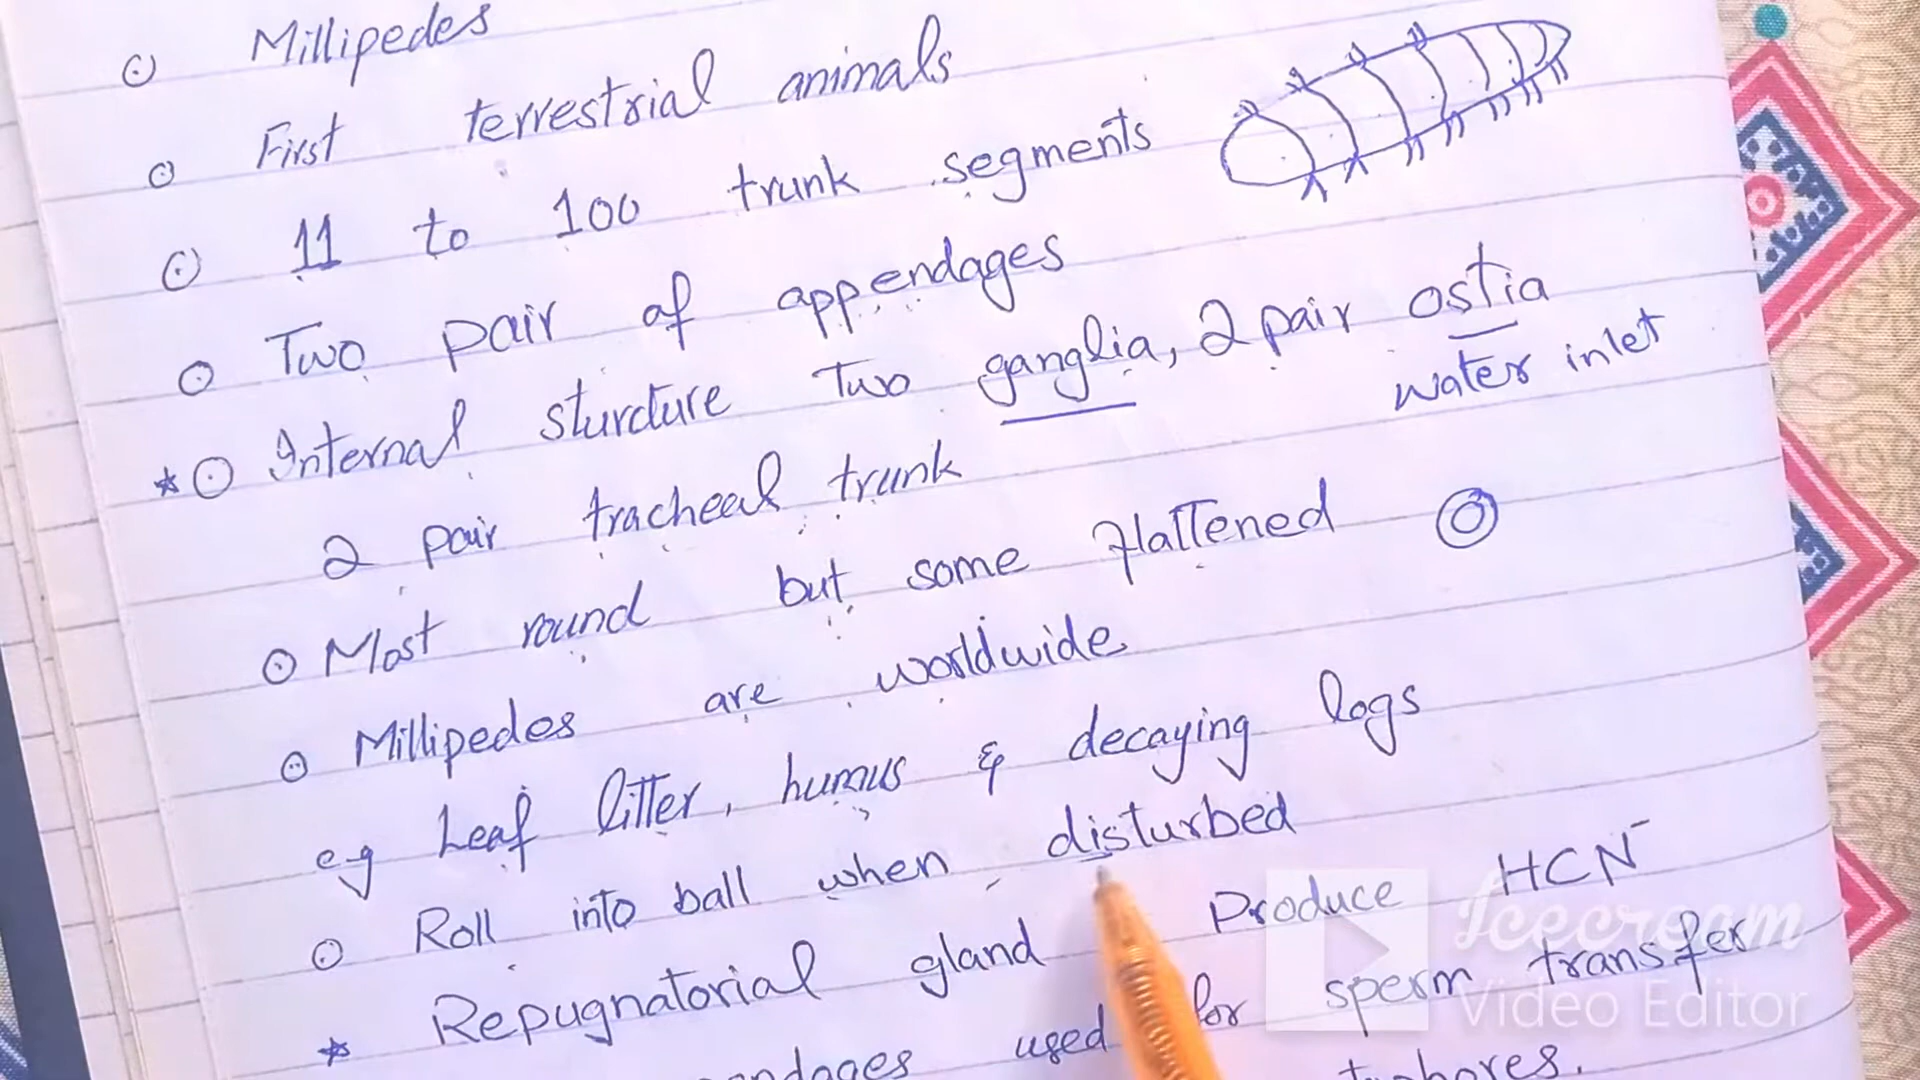 Millipedes
First terrestrial animals
11 to 100 trunk segments
Two pair of appendages
Internal sturcture Two ganglia, 2 pair ostia
water inlet
2 pair tracheal trunk
Most round but some flattened
Millipedes are worldwide
eg Leaf litter, humus & decaying logs
Roll into ball when disturbed
Repugnatorial gland Produce HCN
used for sperm transfer
Icecream
Video Editor